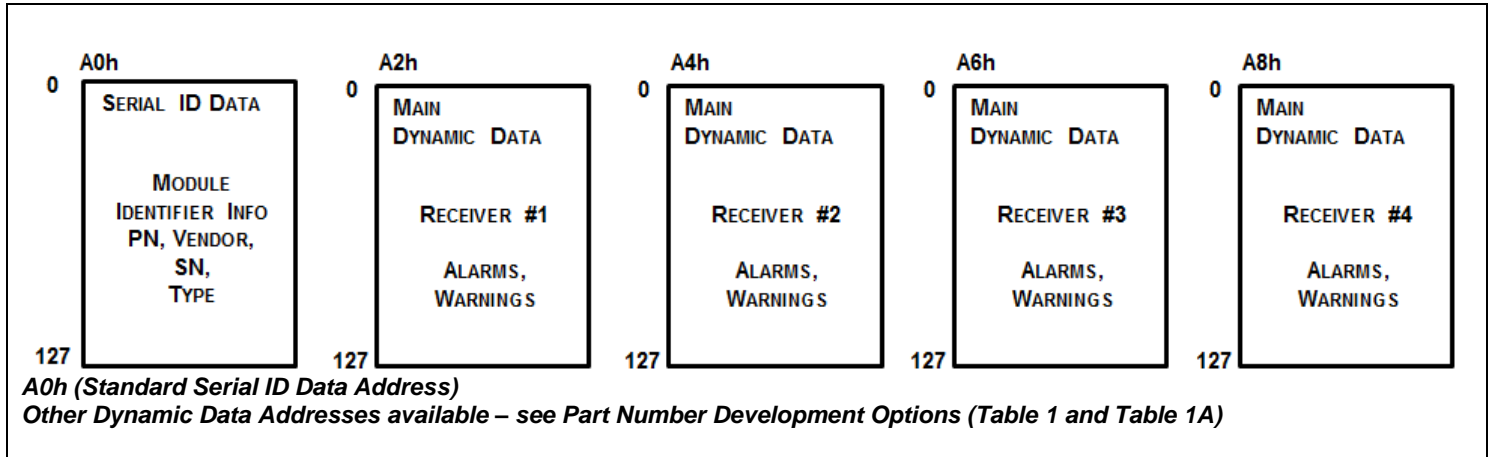 A0h
0
SERIAL ID DATA
MODULE
IDENTIFIER INFO
PN, VENDOR,
SN,
TYPE
127
A2h
0
MAIN
DYNAMIC DATA
RECEIVER #1
ALARMS,
WARNINGS
127
A4h
0
MAIN
DYNAMIC DATA
RECEIVER #2
ALARMS,
WARNINGS
127
A6h
0
MAIN
DYNAMIC DATA
RECEIVER #3
ALARMS,
WARNINGS
127
A8h
0
MAIN
DYNAMIC DATA
RECEIVER #4
ALARMS,
WARNINGS
127
A0h (Standard Serial ID Data Address)
Other Dynamic Data Addresses available – see Part Number Development Options (Table 1 and Table 1A)